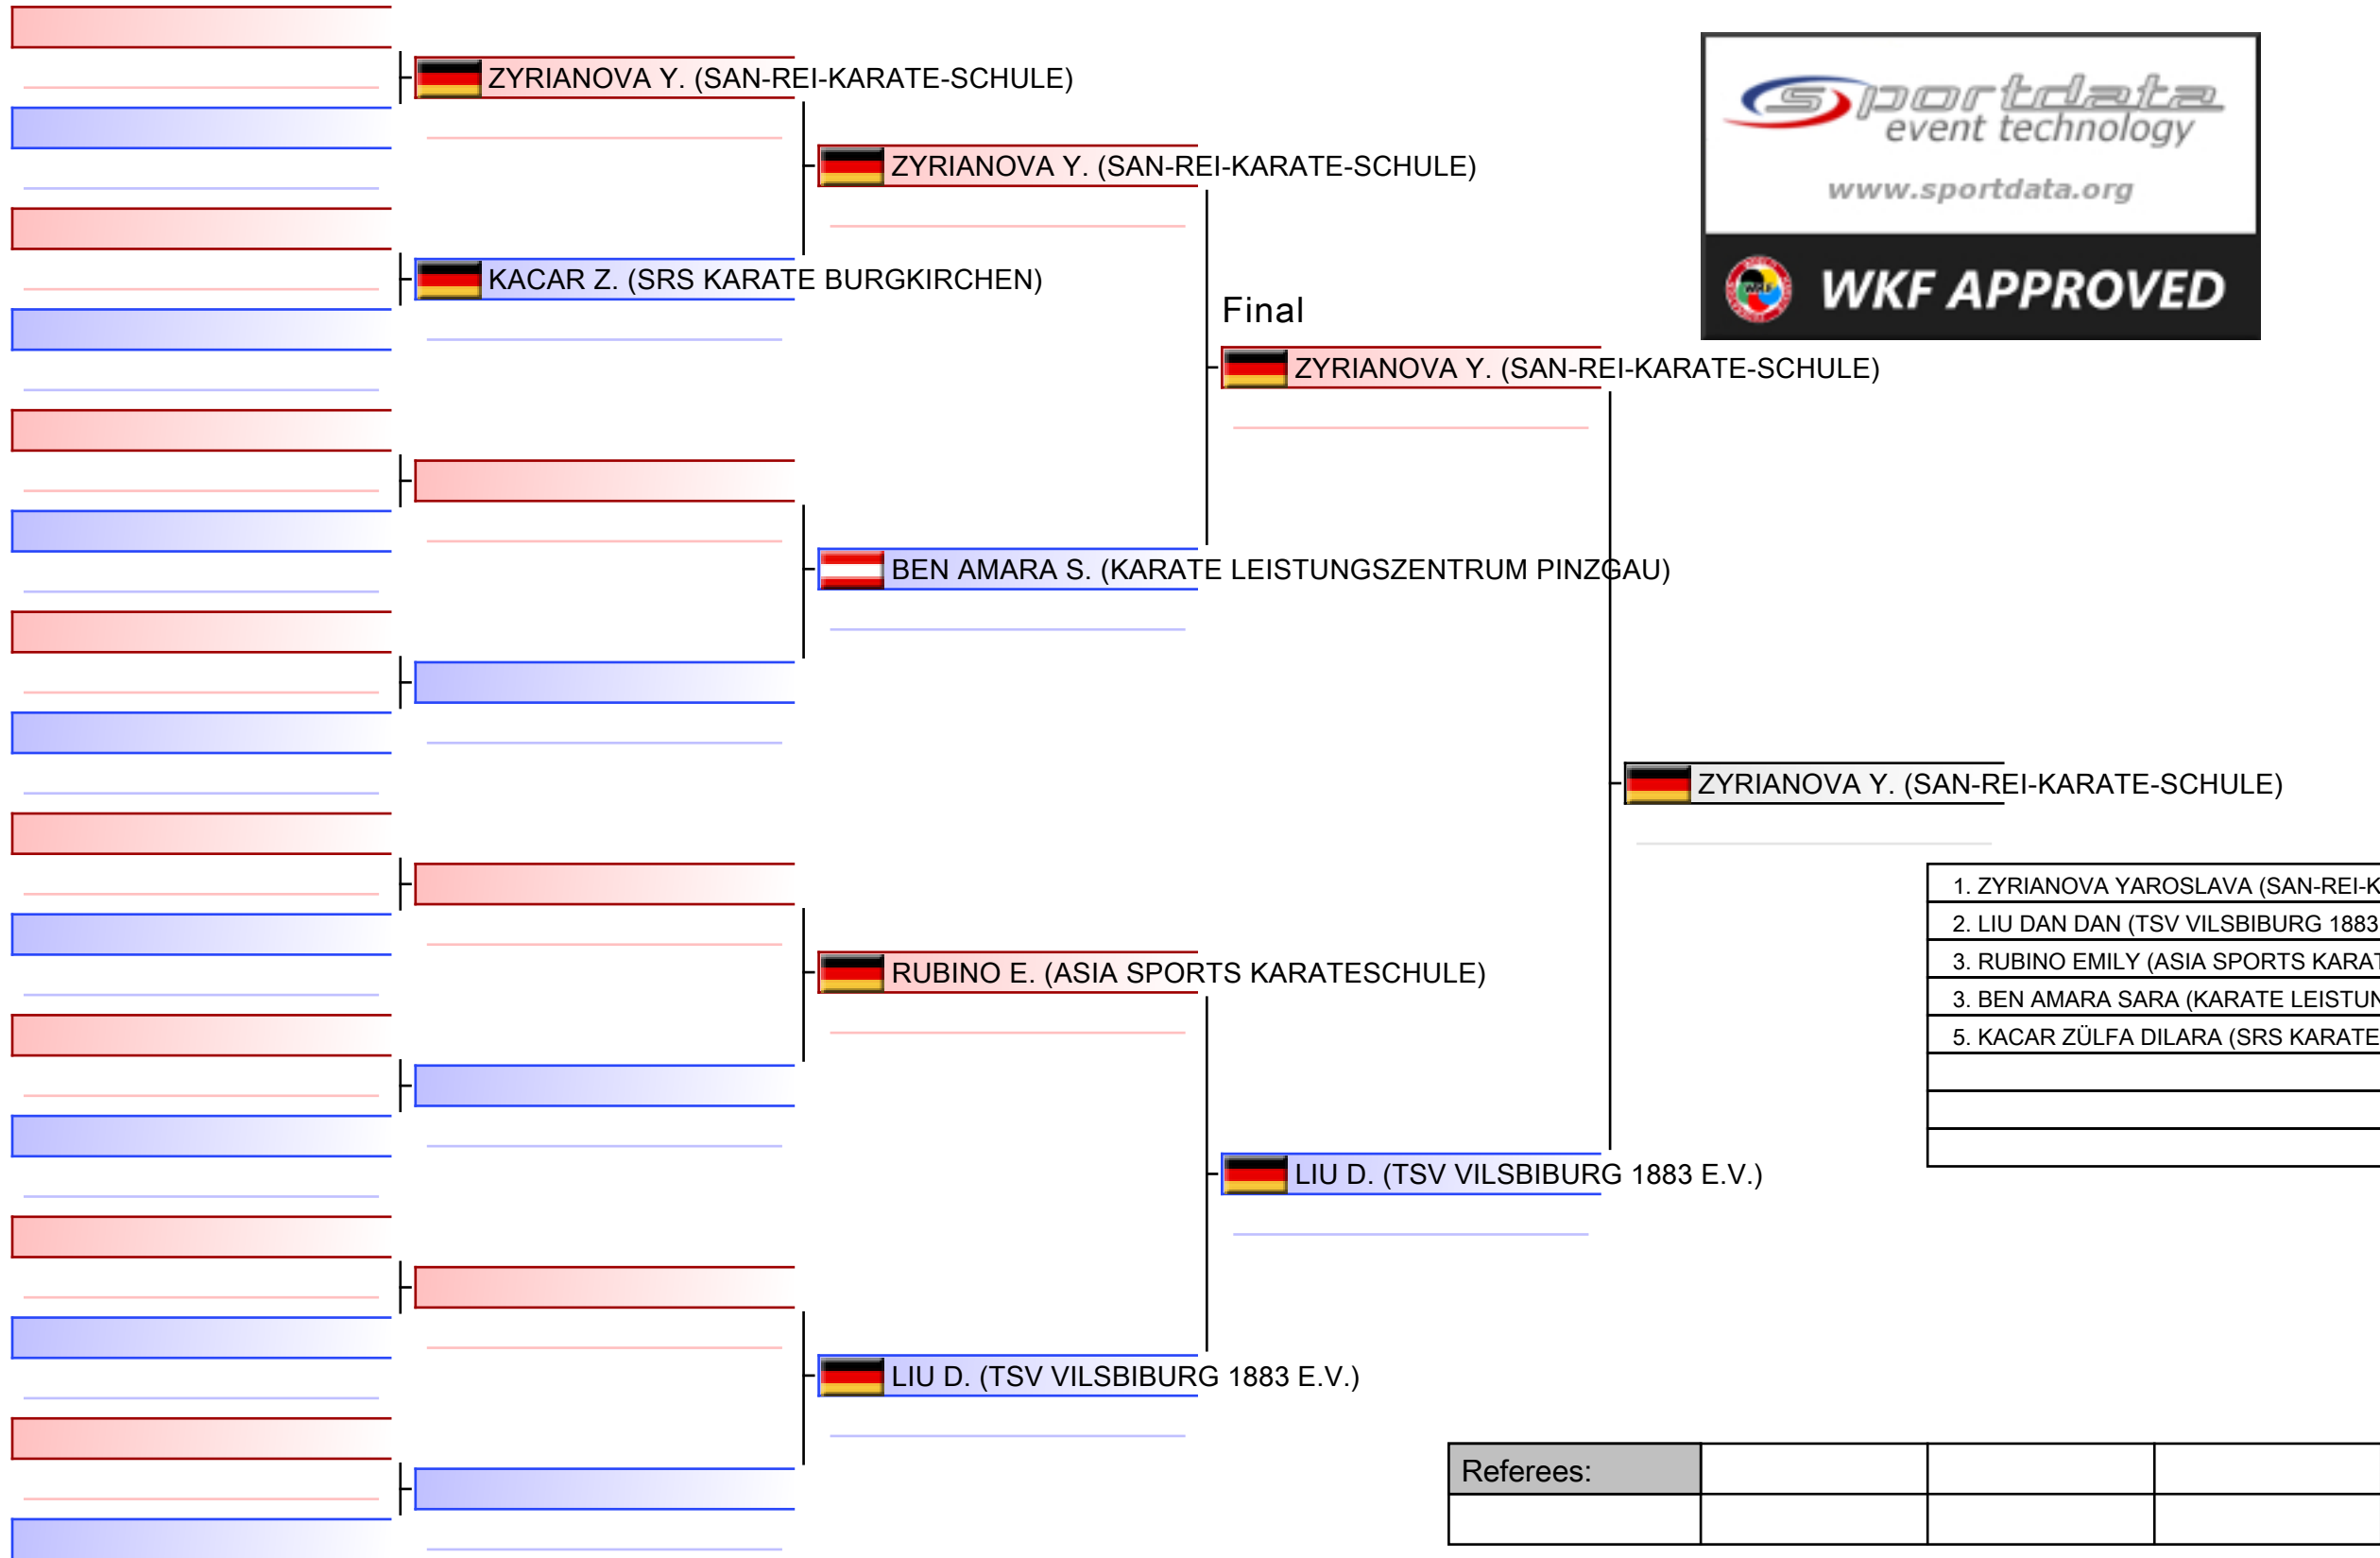 ZYRIANOVA Y. (SAN-REI-KARATE-SCHULE)
KACAR Z. (SRS KARATE BURGKIRCHEN)
ZYRIANOVA Y. (SAN-REI-KARATE-SCHULE)
BEN AMARA S. (KARATE LEISTUNGSZENTRUM PINZGAU)
RUBINO E. (ASIA SPORTS KARATESCHULE)
LIU D. (TSV VILSBIBURG 1883 E.V.)
Final
ZYRIANOVA Y. (SAN-REI-KARATE-SCHULE)
LIU D. (TSV VILSBIBURG 1883 E.V.)
ZYRIANOVA Y. (SAN-REI-KARATE-SCHULE)
sportdata
event technology
www.sportdata.org
WKF APPROVED
1. ZYRIANOVA YAROSLAVA (SAN-REI-K
2. LIU DAN DAN (TSV VILSBIBURG 1883
3. RUBINO EMILY (ASIA SPORTS KARAT
3. BEN AMARA SARA (KARATE LEISTUN
5. KACAR ZÜLFA DILARA (SRS KARATE
Referees: